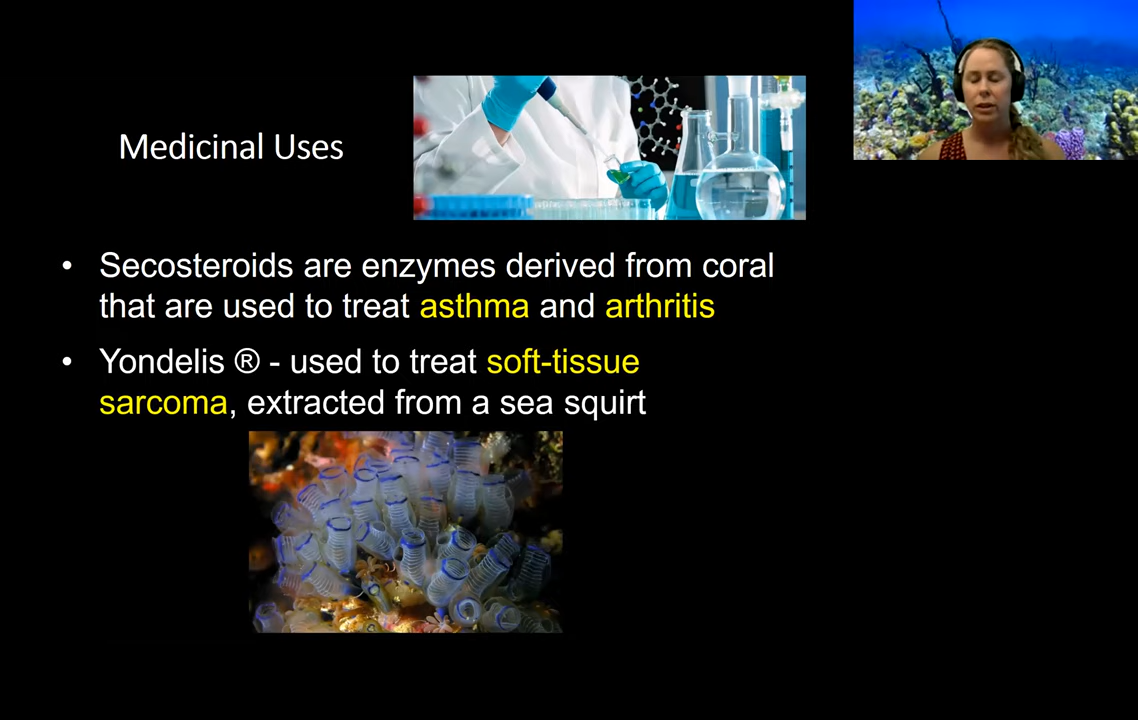 Medicinal Uses
• Secosteroids are enzymes derived from coral
that are used to treat asthma and arthritis
• Yondelis ® - used to treat soft-tissue
sarcoma, extracted from a sea squirt